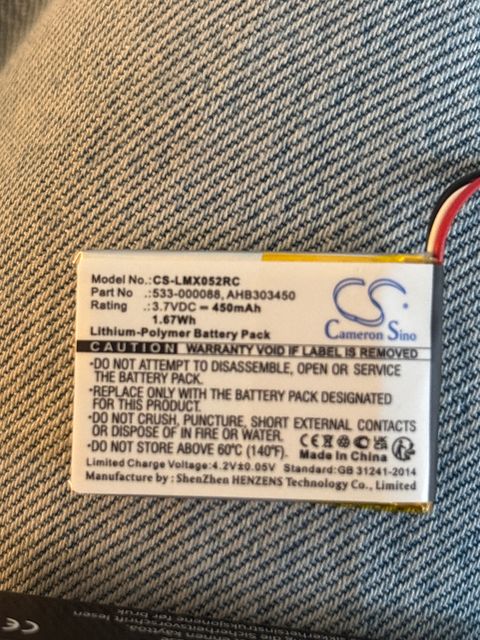 Model No.:CS-LMX052RC
Part No .:533-000088, AHB303450
Rating .:3.7VDC ⎓ 450mAh
1.67Wh
Lithium-Polymer Battery Pack
CS
Cameron Sino
CAUTION WARRANTY VOID IF LABEL IS REMOVED
•DO NOT ATTEMPT TO DISASSEMBLE, OPEN OR SERVICE
THE BATTERY PACK.
•REPLACE ONLY WITH THE BATTERY PACK DESIGNATED
FOR THIS PRODUCT.
•DO NOT CRUSH, PUNCTURE, SHORT EXTERNAL CONTACTS
OR DISPOSE OF IN FIRE OR WATER.
•DO NOT STORE ABOVE 60℃ (140℉).
CE
Made In China
Limited Charge Voltage:4.2V±0.05V Standard:GB 31241-2014
Manufacture by: ShenZhen HENZENS Technology Co., Limited
CE